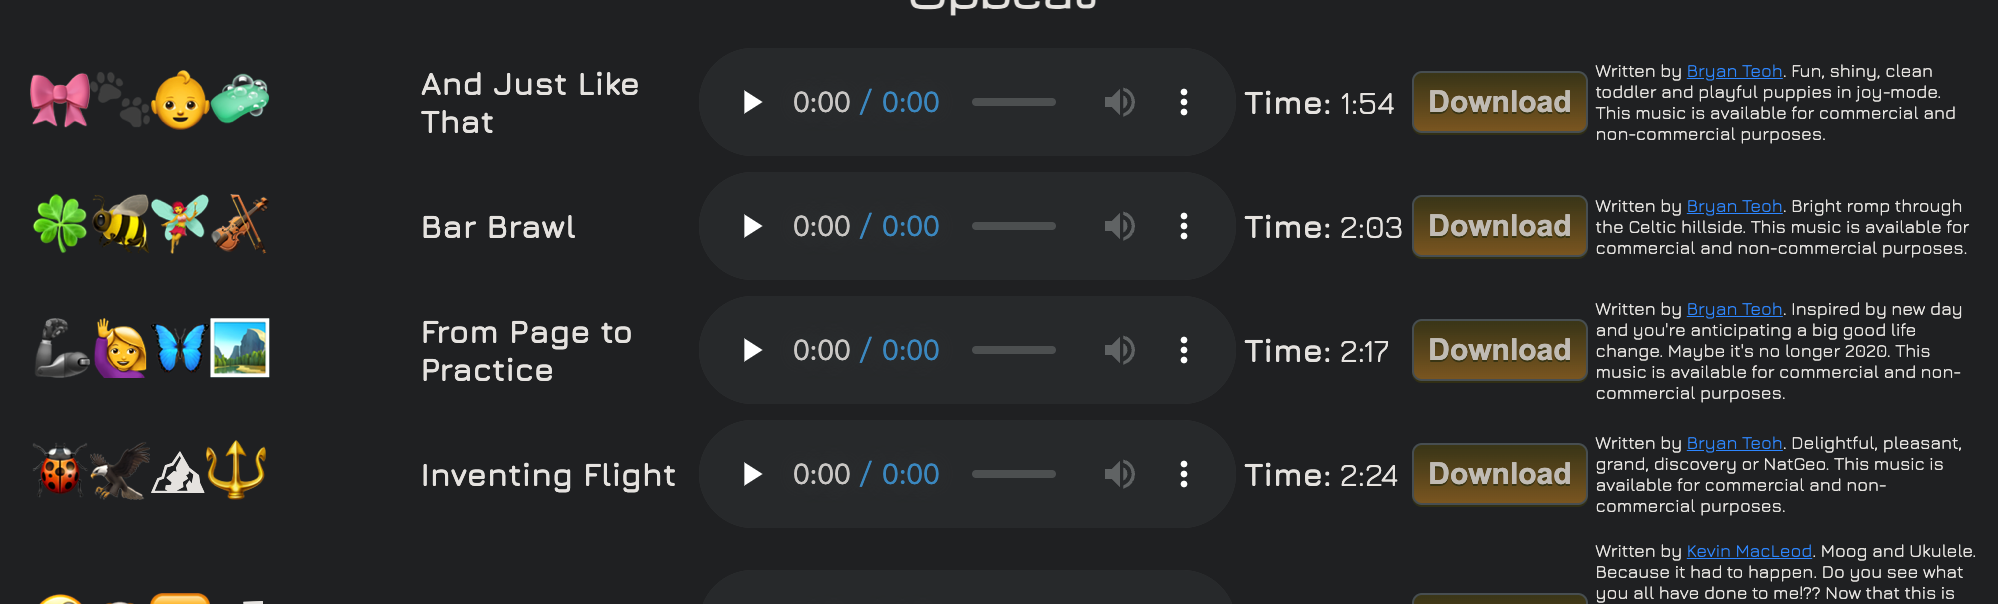 Upbeat
And Just Like
That
0:00 / 0:00
Time: 1:54
Download
Written by Bryan Teoh. Fun, shiny, clean
toddler and playful puppies in joy-mode.
This music is available for commercial and
non-commercial purposes.
Bar Brawl
0:00 / 0:00
Time: 2:03
Download
Written by Bryan Teoh. Bright romp through
the Celtic hillside. This music is available for
commercial and non-commercial purposes.
From Page to
Practice
0:00 / 0:00
Time: 2:17
Download
Written by Bryan Teoh. Inspired by new day
and you're anticipating a big good life
change. Maybe it's no longer 2020. This
music is available for commercial and non-
commercial purposes.
Inventing Flight
0:00 / 0:00
Time: 2:24
Download
Written by Bryan Teoh. Delightful, pleasant,
grand, discovery or NatGeo. This music is
available for commercial and non-
commercial purposes.
Written by Kevin MacLeod. Moog and Ukulele.
Because it had to happen. Do you see what
you all have done to me!?? Now that this is